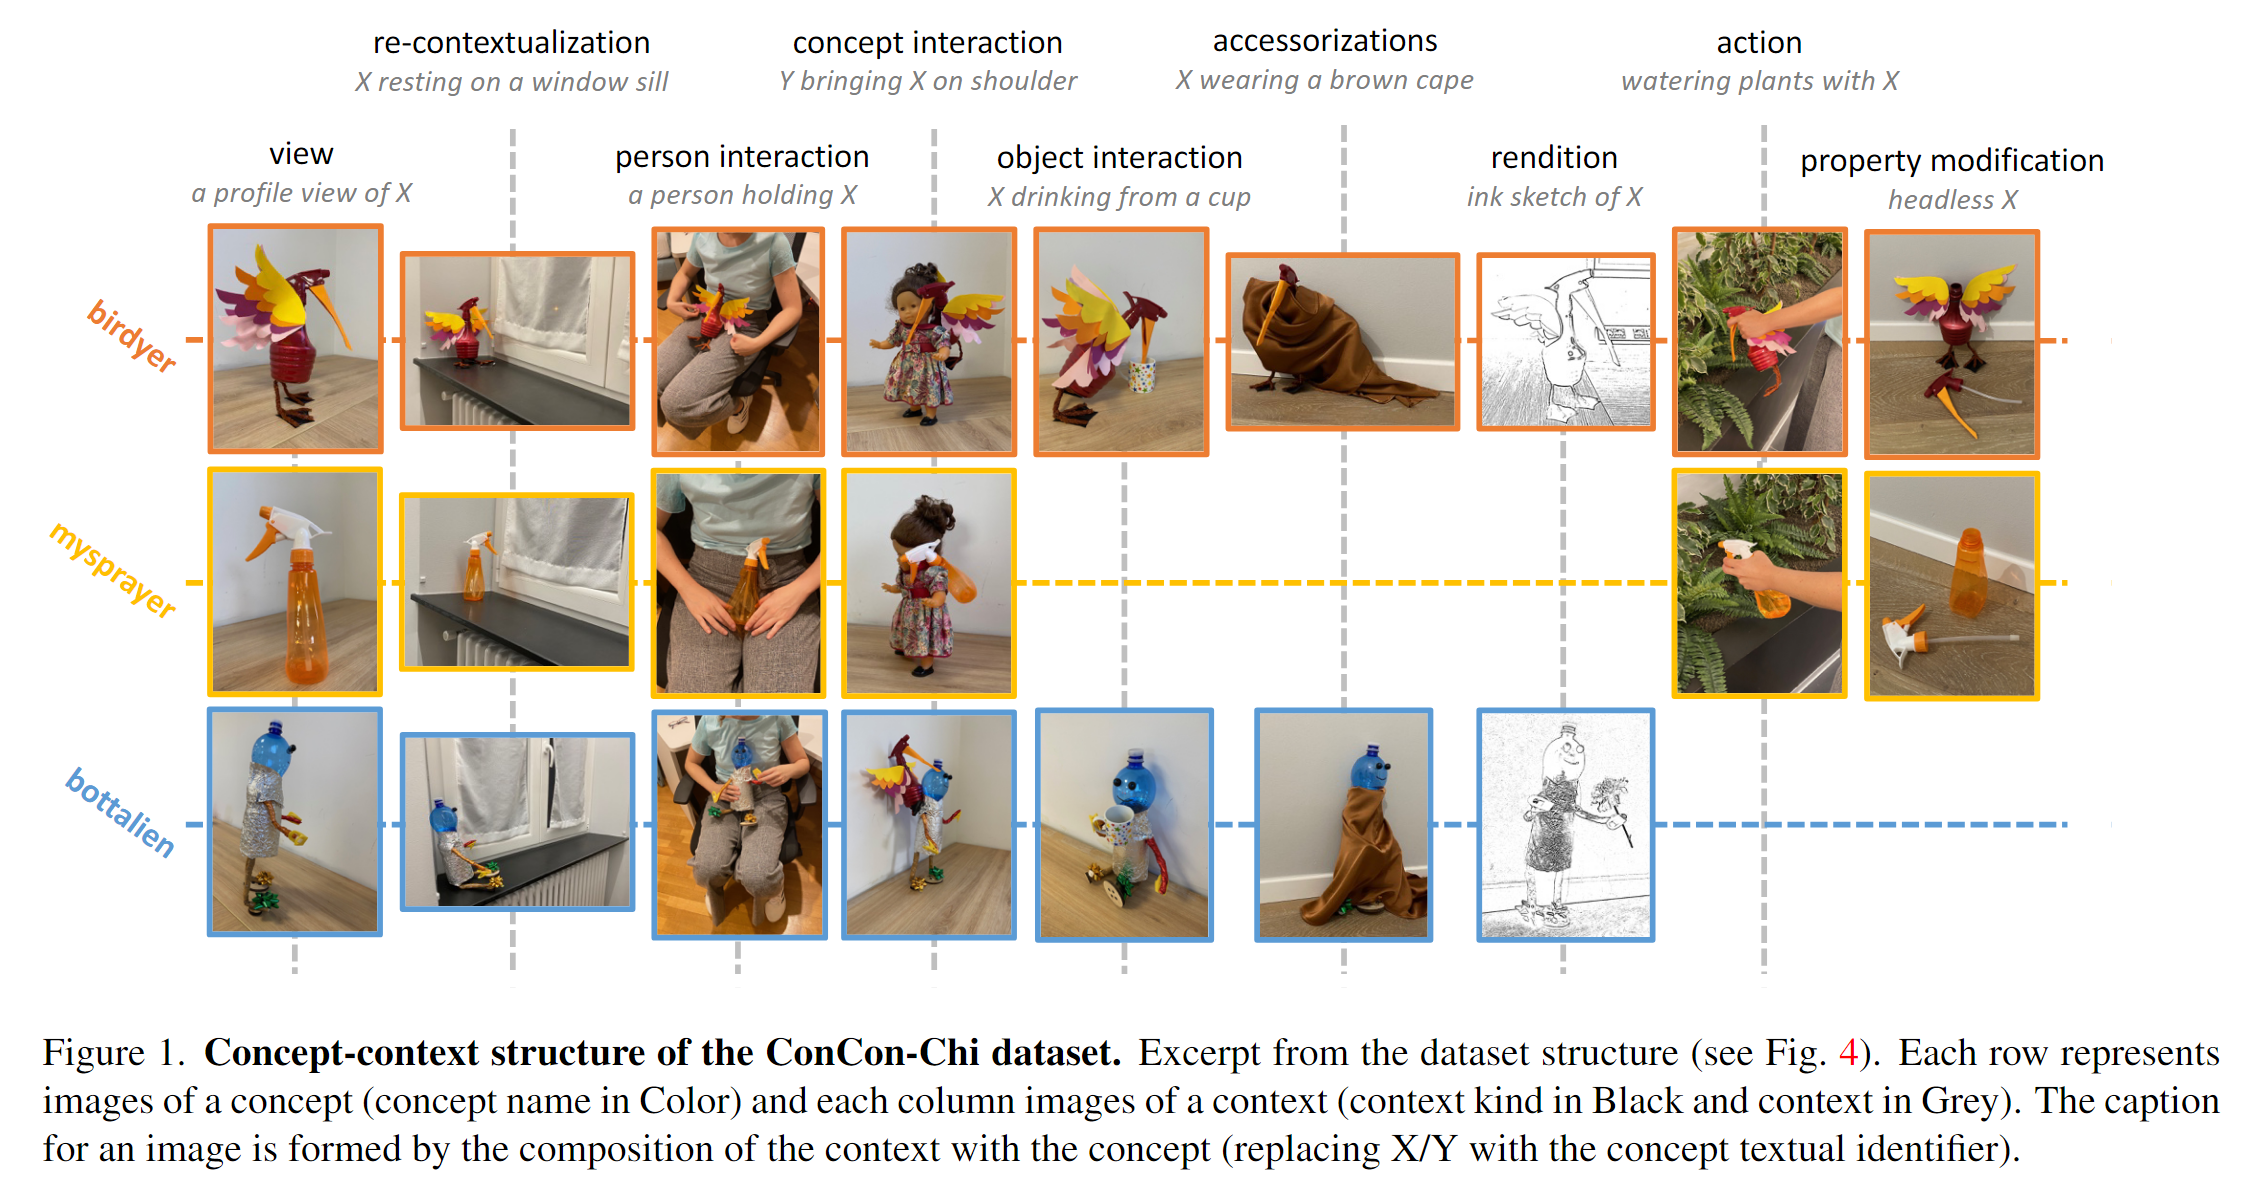 re-contextualization
X resting on a window sill
concept interaction
Y bringing X on shoulder
accessorizations
X wearing a brown cape
action
watering plants with X
view
a profile view of X
person interaction
a person holding X
object interaction
X drinking from a cup
rendition
ink sketch of X
property modification
headless X
birdyer
mysprayer
bottalien
Figure 1. Concept-context structure of the ConCon-Chi dataset. Excerpt from the dataset structure (see Fig. 4). Each row represents
images of a concept (concept name in Color) and each column images of a context (context kind in Black and context in Grey). The caption
for an image is formed by the composition of the context with the concept (replacing X/Y with the concept textual identifier).